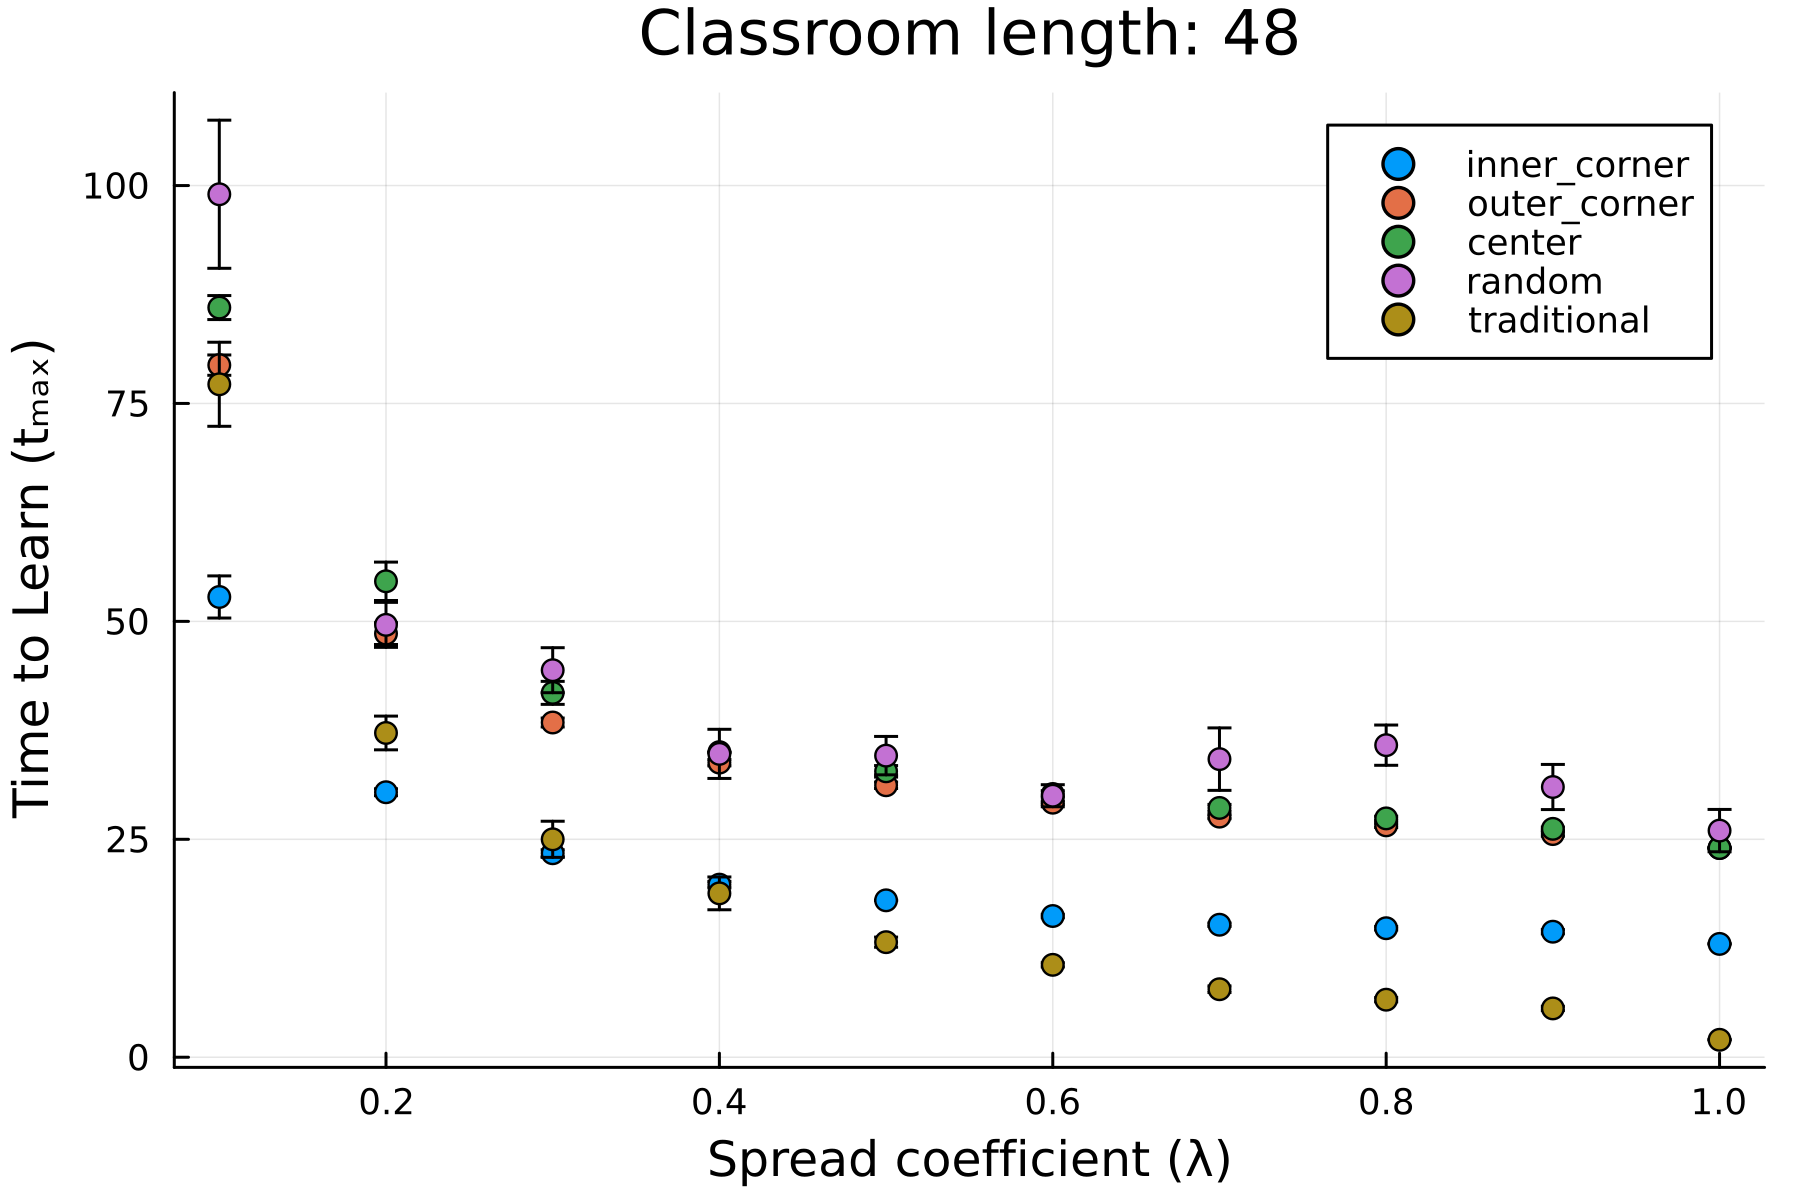 Classroom length: 48
100
75
50
25
0
Time to Learn (tₘₐₓ)
inner_corner
outer_corner
center
random
traditional
0.2 0.4 0.6 0.8 1.0
Spread coefficient (λ)